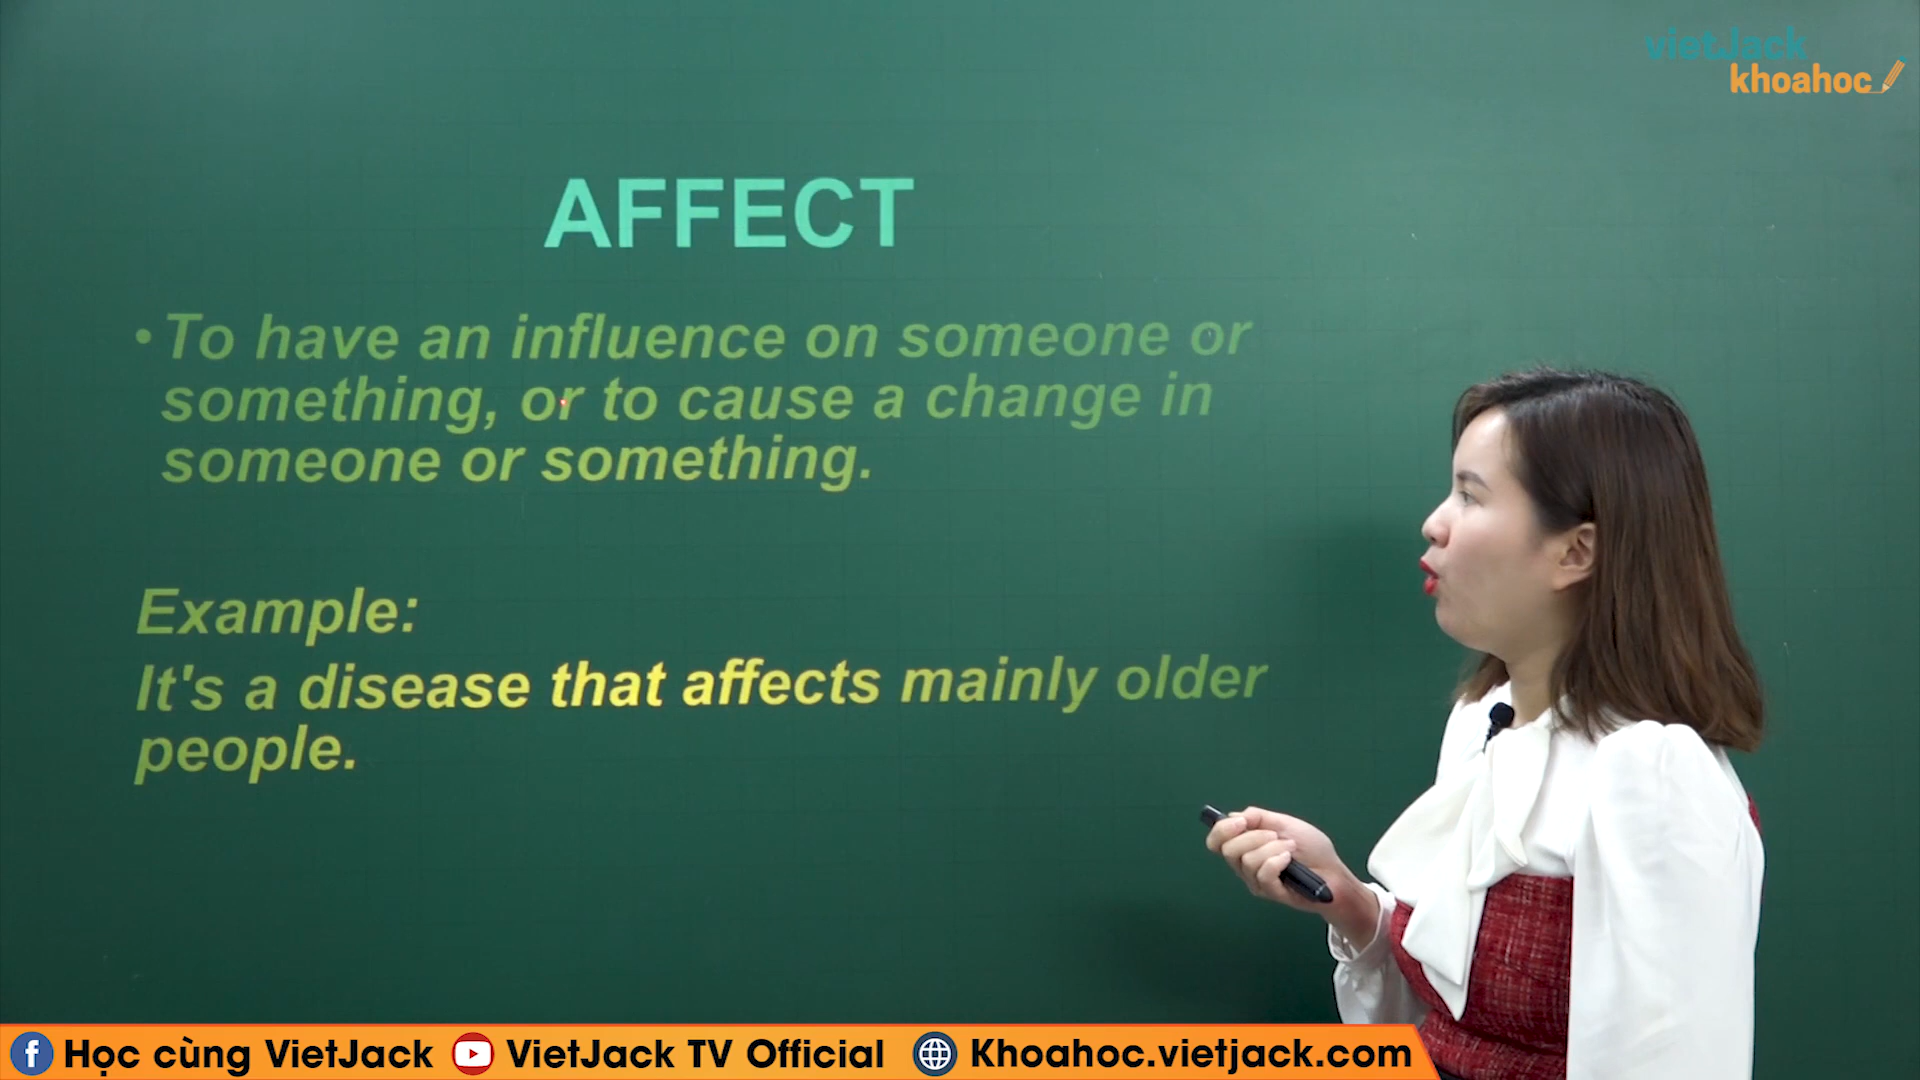 vietJack
khoahoc
AFFECT
• To have an influence on someone or
something, or to cause a change in
someone or something.
Example:
It's a disease that affects mainly older
people.
Học cùng VietJack VietJack TV Official Khoahoc.vietjack.com